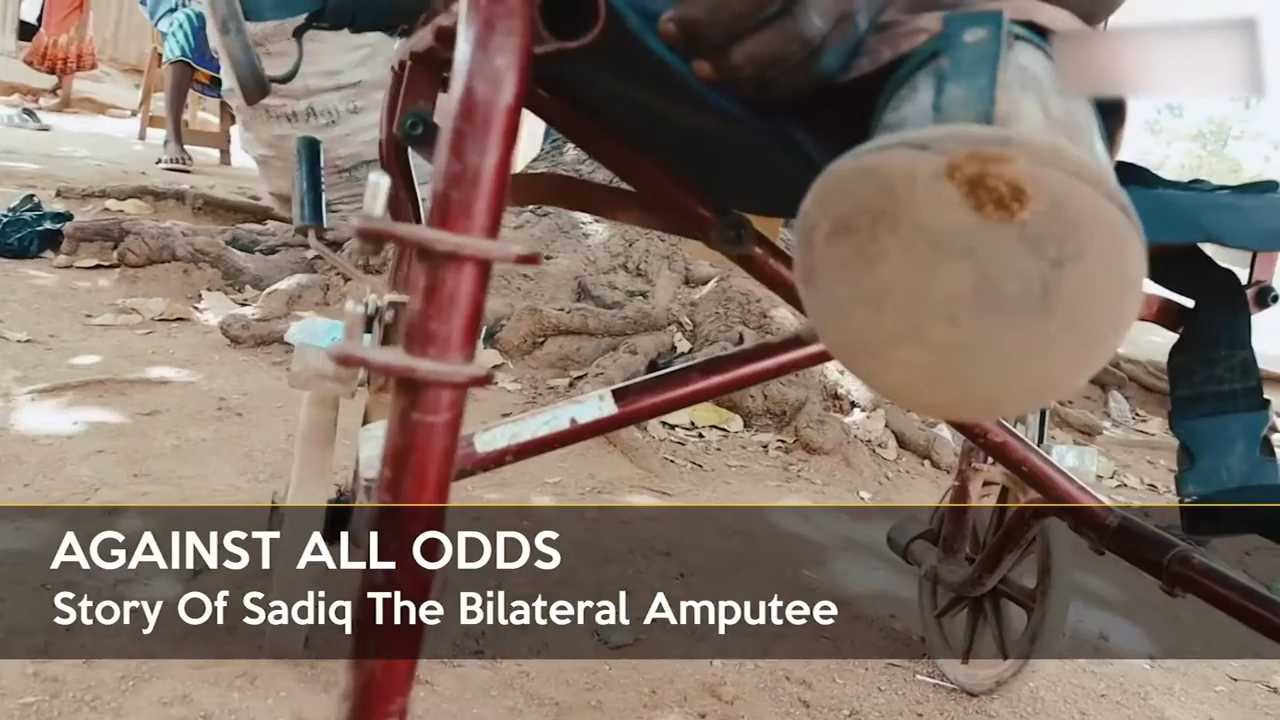 AGAINST ALL ODDS
Story Of Sadiq The Bilateral Amputee